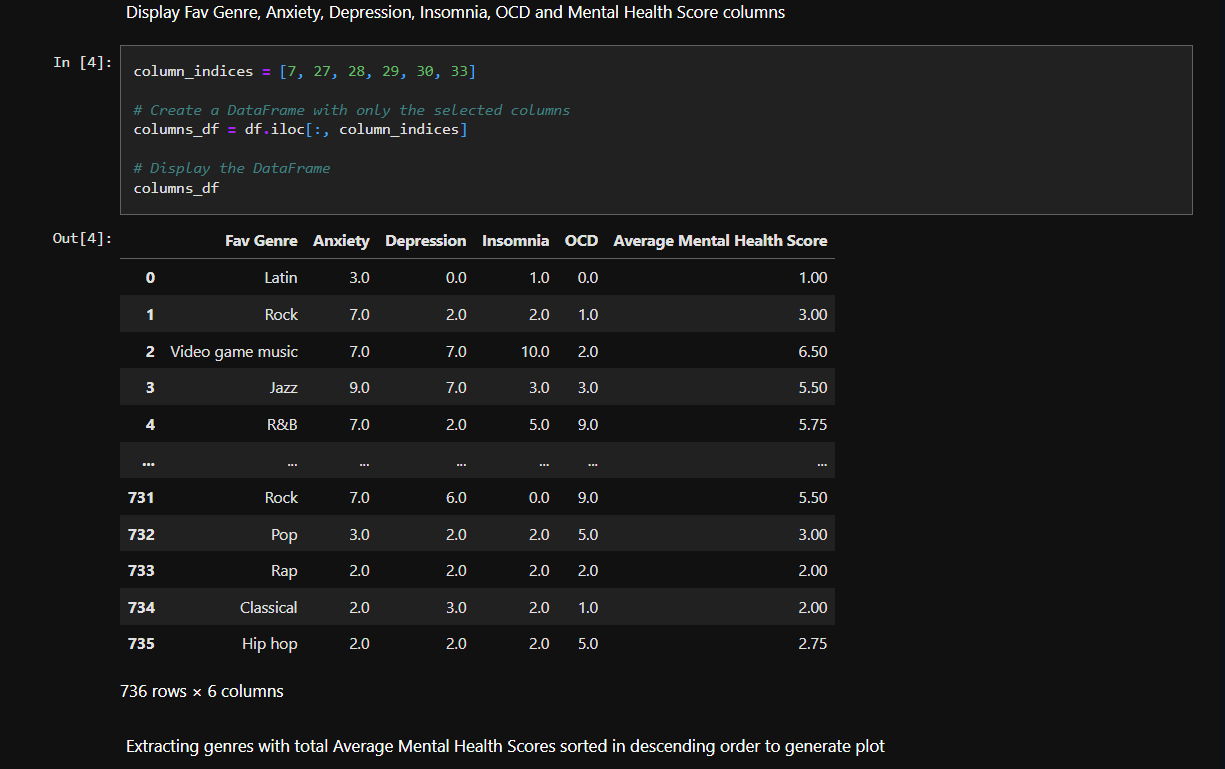 Display Fav Genre, Anxiety, Depression, Insomnia, OCD and Mental Health Score columns
In [4]:
column_indices = [7, 27, 28, 29, 30, 33]
# Create a DataFrame with only the selected columns
columns_df = df.iloc[:, column_indices]
# Display the DataFrame
columns_df
Out[4]:
Fav Genre Anxiety Depression Insomnia OCD Average Mental Health Score
0 Latin 3.0 0.0 1.0 0.0 1.00
1 Rock 7.0 2.0 2.0 1.0 3.00
2 Video game music 7.0 7.0 10.0 2.0 6.50
3 Jazz 9.0 7.0 3.0 3.0 5.50
4 R&B 7.0 2.0 5.0 9.0 5.75
... ... ... ... ... ... ...
731 Rock 7.0 6.0 0.0 9.0 5.50
732 Pop 3.0 2.0 2.0 5.0 3.00
733 Rap 2.0 2.0 2.0 2.0 2.00
734 Classical 2.0 3.0 2.0 1.0 2.00
735 Hip hop 2.0 2.0 2.0 5.0 2.75
736 rows × 6 columns
Extracting genres with total Average Mental Health Scores sorted in descending order to generate plot